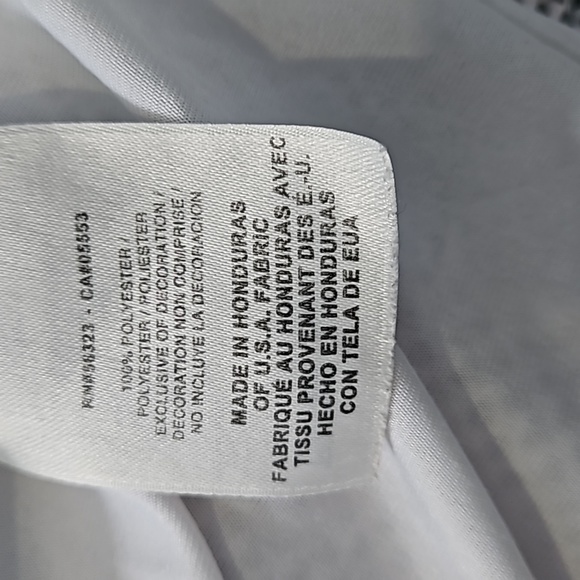 RN#56323 - CA#05553
100% POLYESTER /
POLYESTER / POLIESTER
EXCLUSIVE OF DECORATION /
DECORATION NON COMPRISE /
NO INCLUYE LA DECORACION
MADE IN HONDURAS
OF U.S.A. FABRIC
FABRIQUÉ AU HONDURAS AVEC
TISSU PROVENANT DES É.-U.
HECHO EN HONDURAS
CON TELA DE EUA